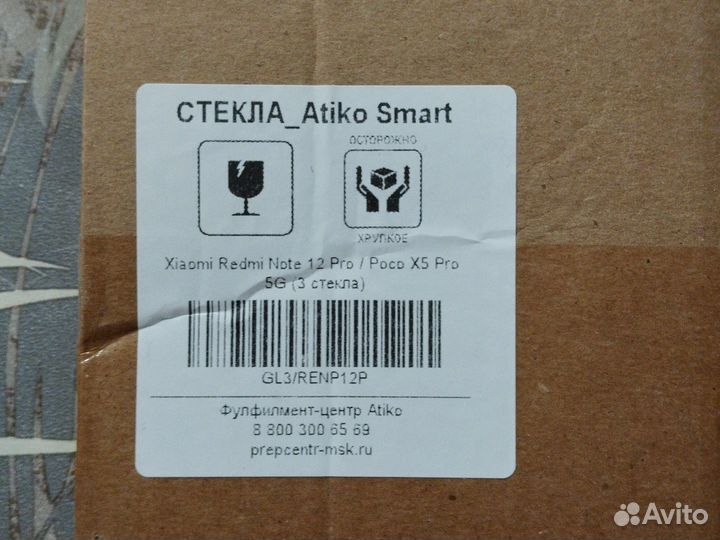 СТЕКЛА_Atiko Smart
ОСТОРОЖНО
ХРУПКОЕ
Xiaomi Redmi Note 12 Pro / Poco X5 Pro
5G (3 стекла)
GL3/RENP12P
Фулфилмент-центр Atiko
8 800 300 65 69
prepcentr-msk.ru
Avito